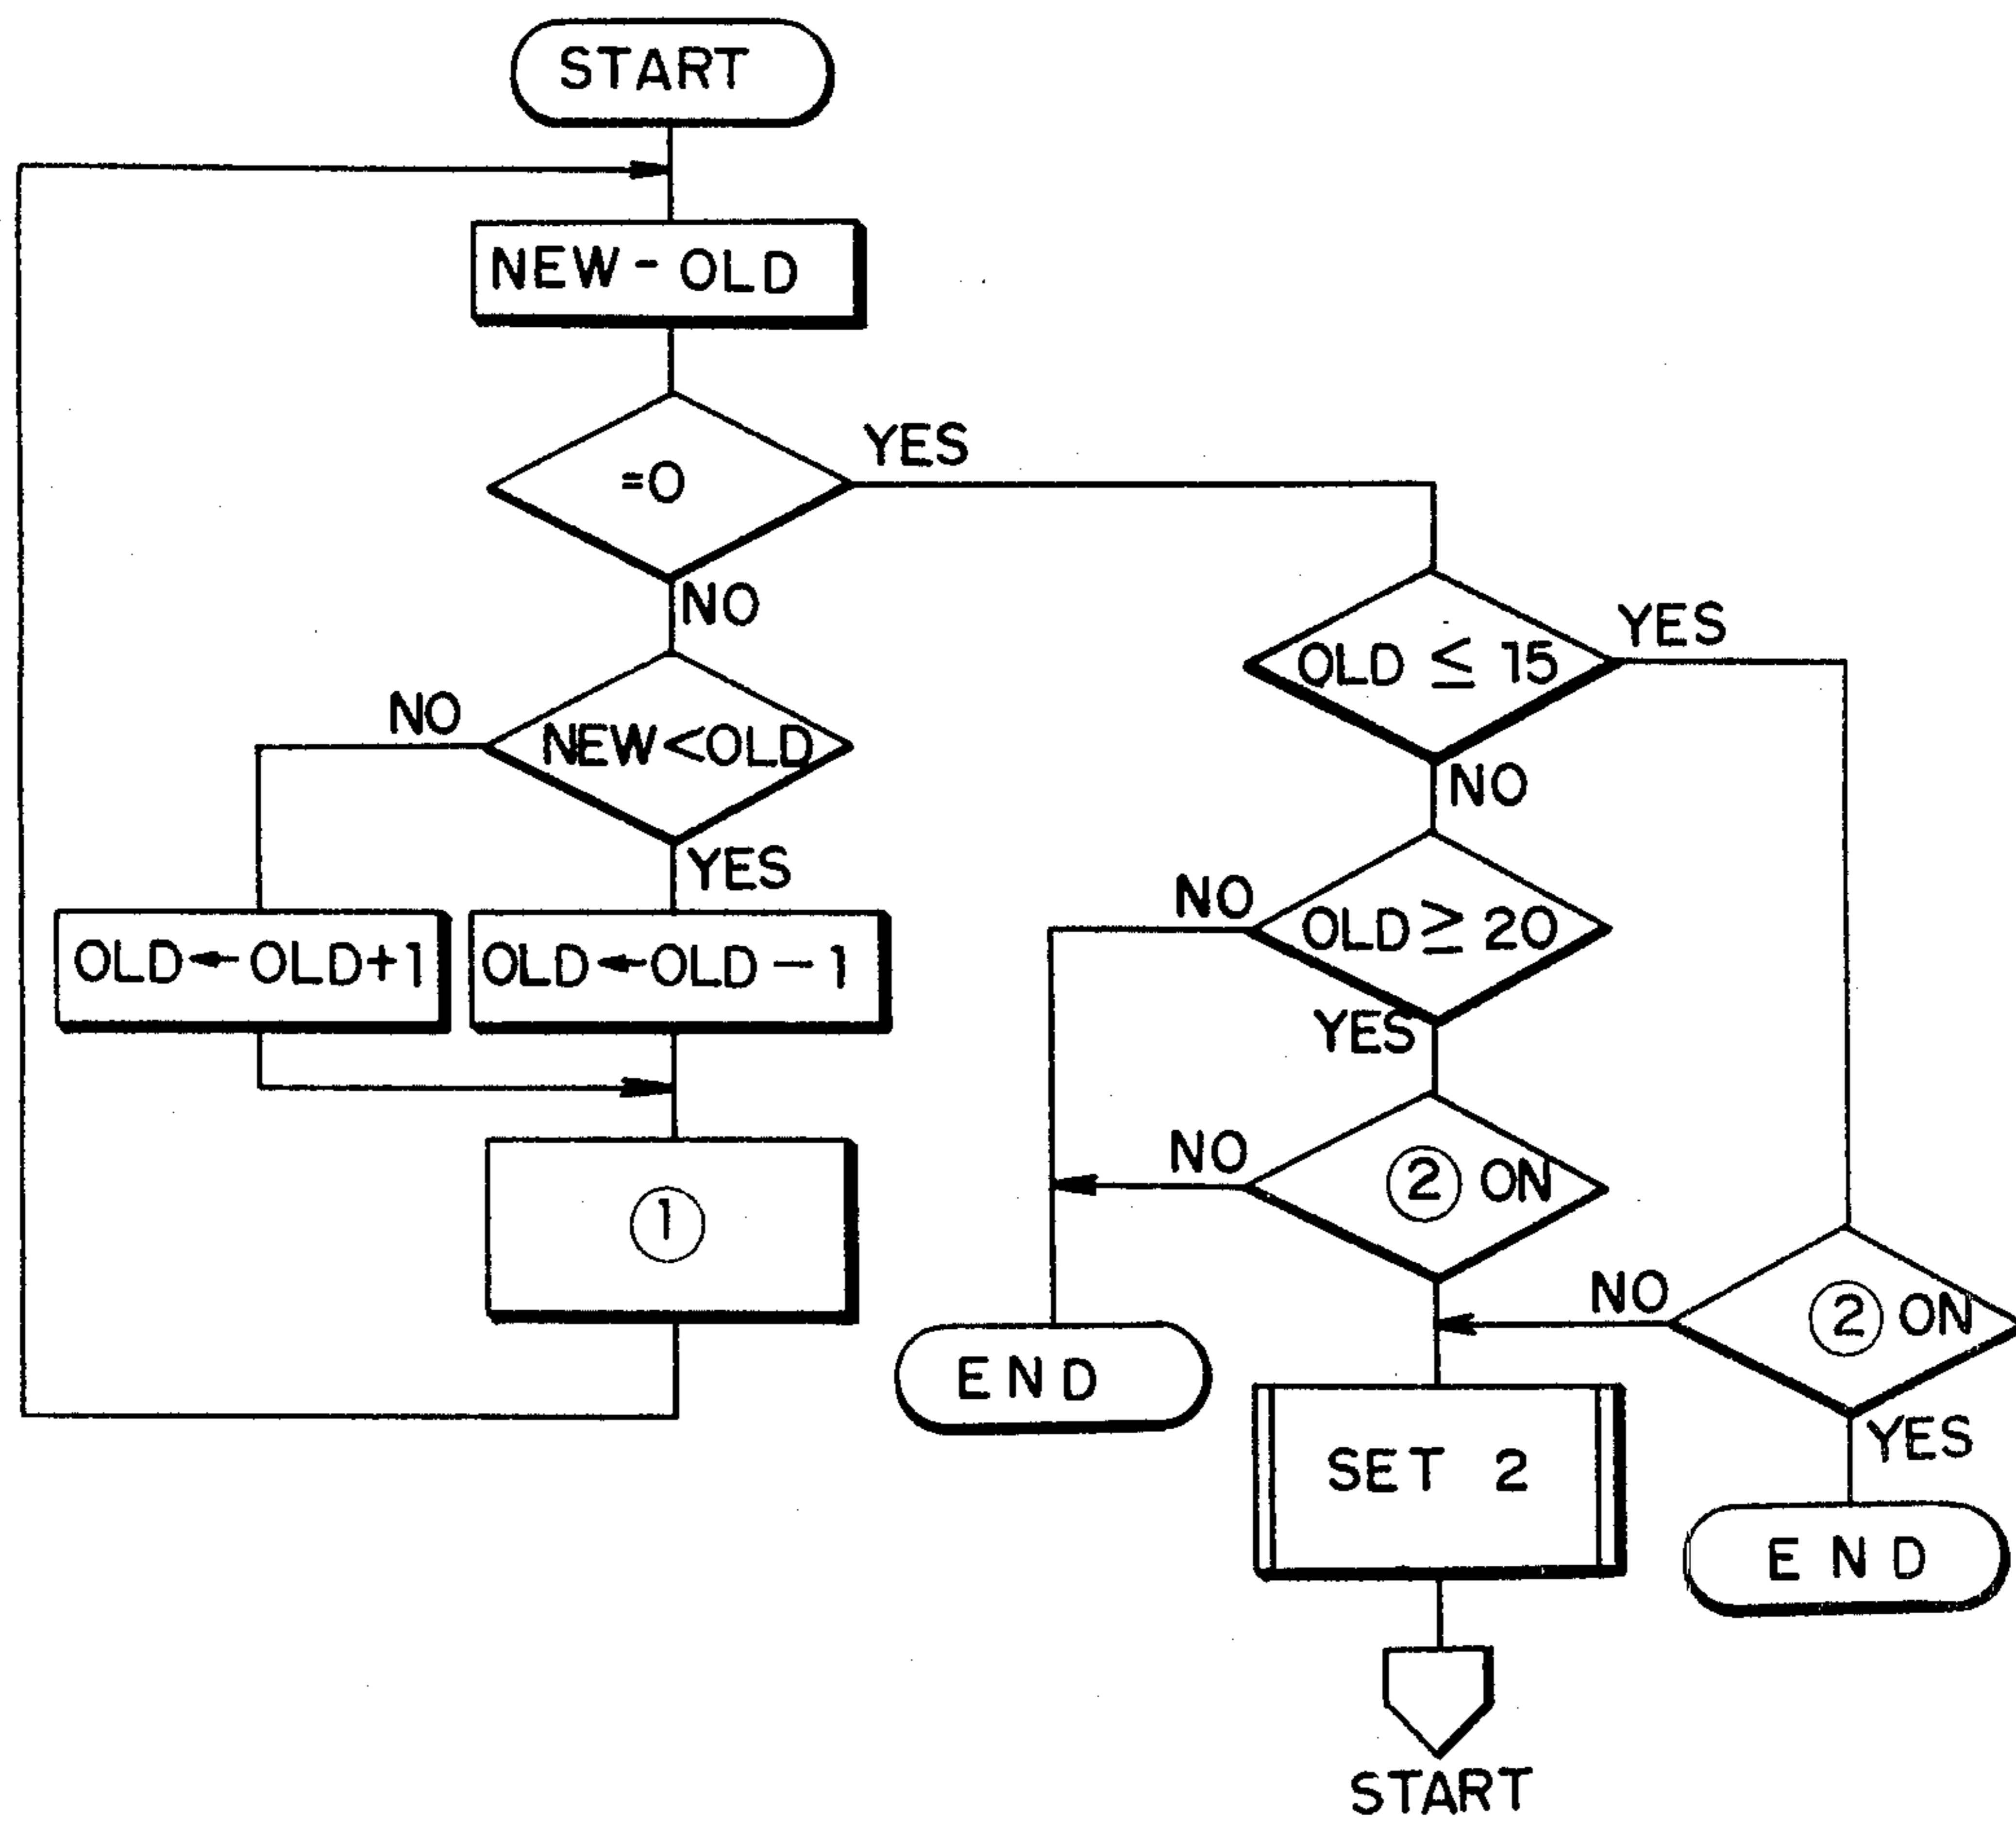 START
NEW - OLD
=0
YES
NO
NEW<OLD
NO
YES
OLD←OLD+1
OLD←OLD-1
①
OLD ≤ 15
YES
NO
OLD ≥ 20
NO
YES
② ON
NO
② ON
NO
YES
END
SET 2
END
START